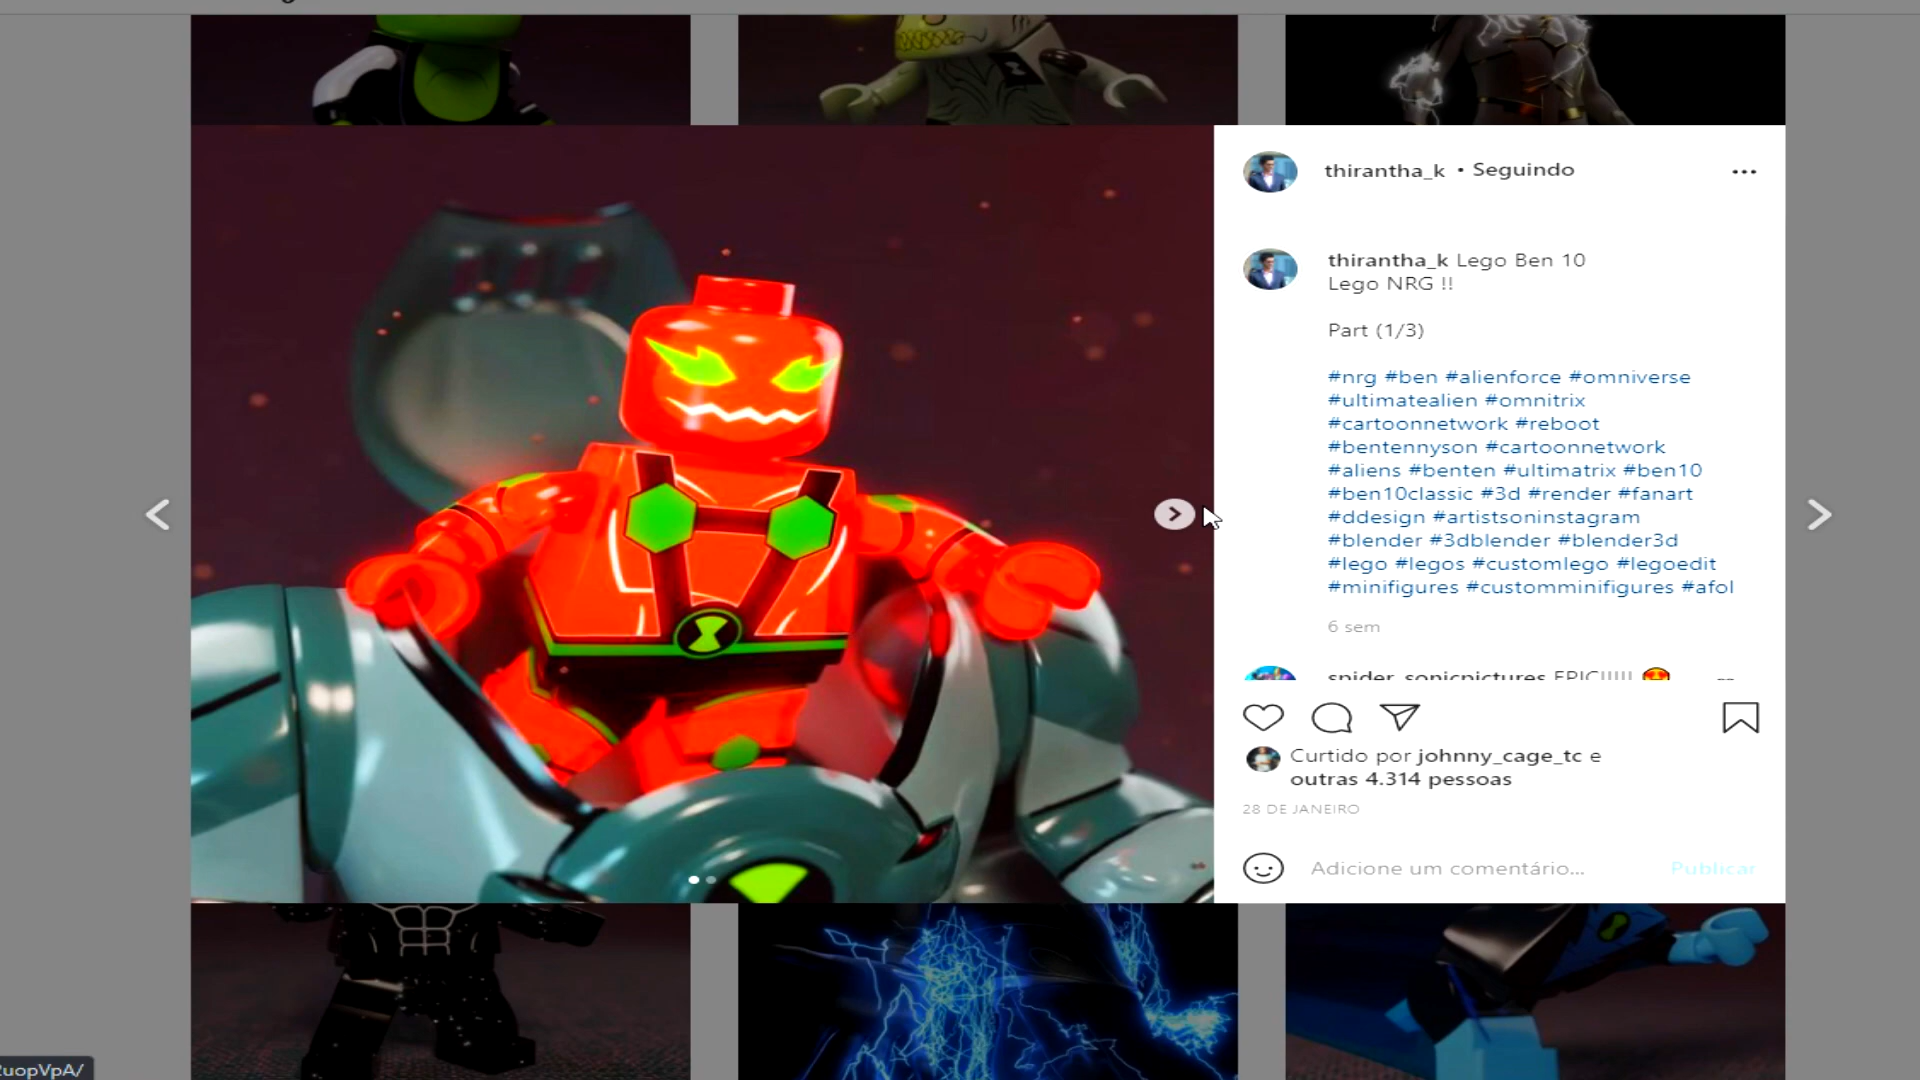 thirantha_k • Seguindo
thirantha_k Lego Ben 10
Lego NRG !!
Part (1/3)
#nrg #ben #alienforce #omniverse
#ultimatealien #omnitrix
#cartoonnetwork #reboot
#bentennyson #cartoonnetwork
#aliens #benten #ultimatrix #ben10
#ben10classic #3d #render #fanart
#ddesign #artistsoninstagram
#blender #3dblender #blender3d
#lego #legos #customlego #legoedit
#minifigures #customminifigures #afol
6 sem
spider_sonicpictures EPIC!!!!! 🤩
Curtido por johnny_cage_tc e
outras 4.314 pessoas
28 DE JANEIRO
Adicione um comentário... Publicar
uopVpA/